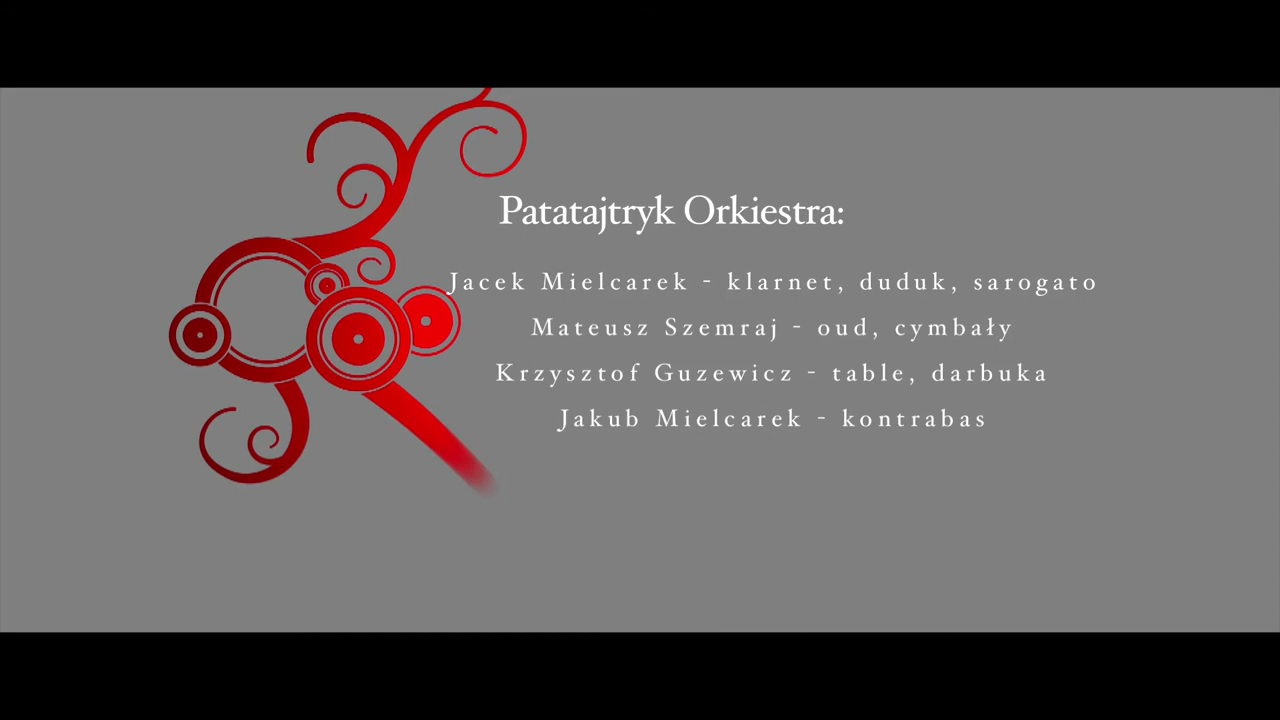 Patatajtryk Orkiestra:
Jacek Mielcarek - klarnet, duduk, sarogato
Mateusz Szemraj - oud, cymbały
Krzysztof Guzewicz - table, darbuka
Jakub Mielcarek - kontrabas